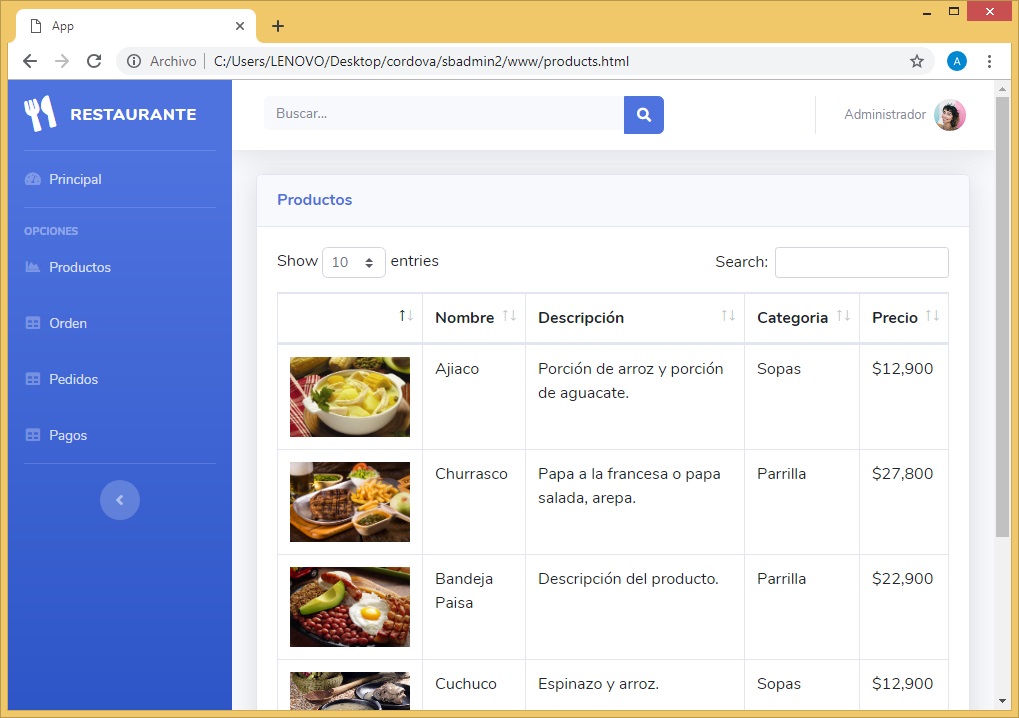 App
Archivo C:/Users/LENOVO/Desktop/cordova/sbadmin2/www/products.html
A
RESTAURANTE
Buscar...
Administrador
Principal
OPCIONES
Productos
Orden
Pedidos
Pagos
Productos
Show 10 entries
Search:
Nombre Descripción Categoria Precio
Ajiaco Porción de arroz y porción Sopas $12,900
de aguacate.
Churrasco Papa a la francesa o papa Parrilla $27,800
salada, arepa.
Bandeja Descripción del producto. Parrilla $22,900
Paisa
Cuchuco Espinazo y arroz. Sopas $12,900